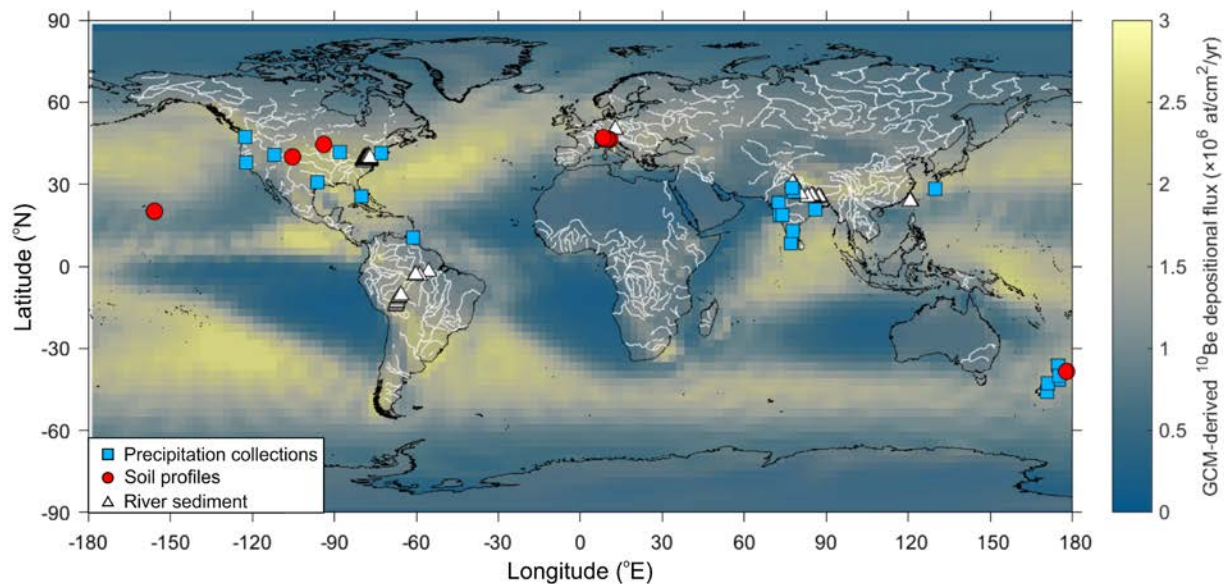 90
60
30
0
-30
-60
-90
Latitude (°N)
Precipitation collections
Soil profiles
River sediment
-180 -150 -120 -90 -60 -30 0 30 60 90 120 150 180
Longitude (°E)
3
2.5
2
1.5
1
0.5
0
GCM-derived ¹⁰Be depositional flux (×10⁶ at/cm²/yr)